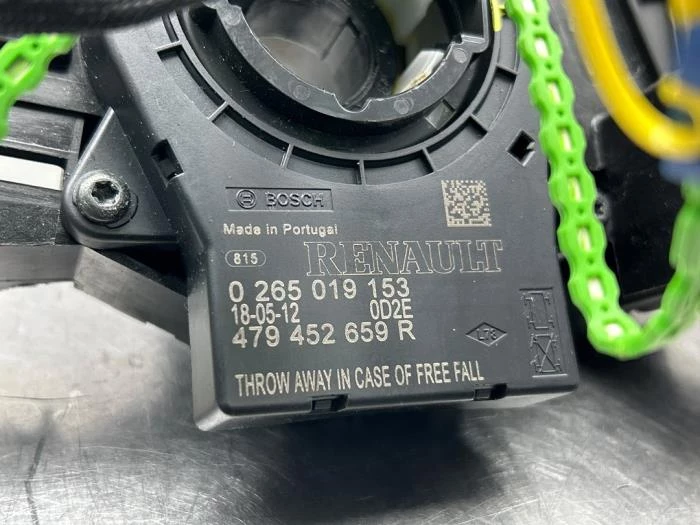 BOSCH
Made in Portugal
815
RENAULT
0 265 019 153
18-05-12 0D2E
479 452 659 R
L78
THROW AWAY IN CASE OF FREE FALL